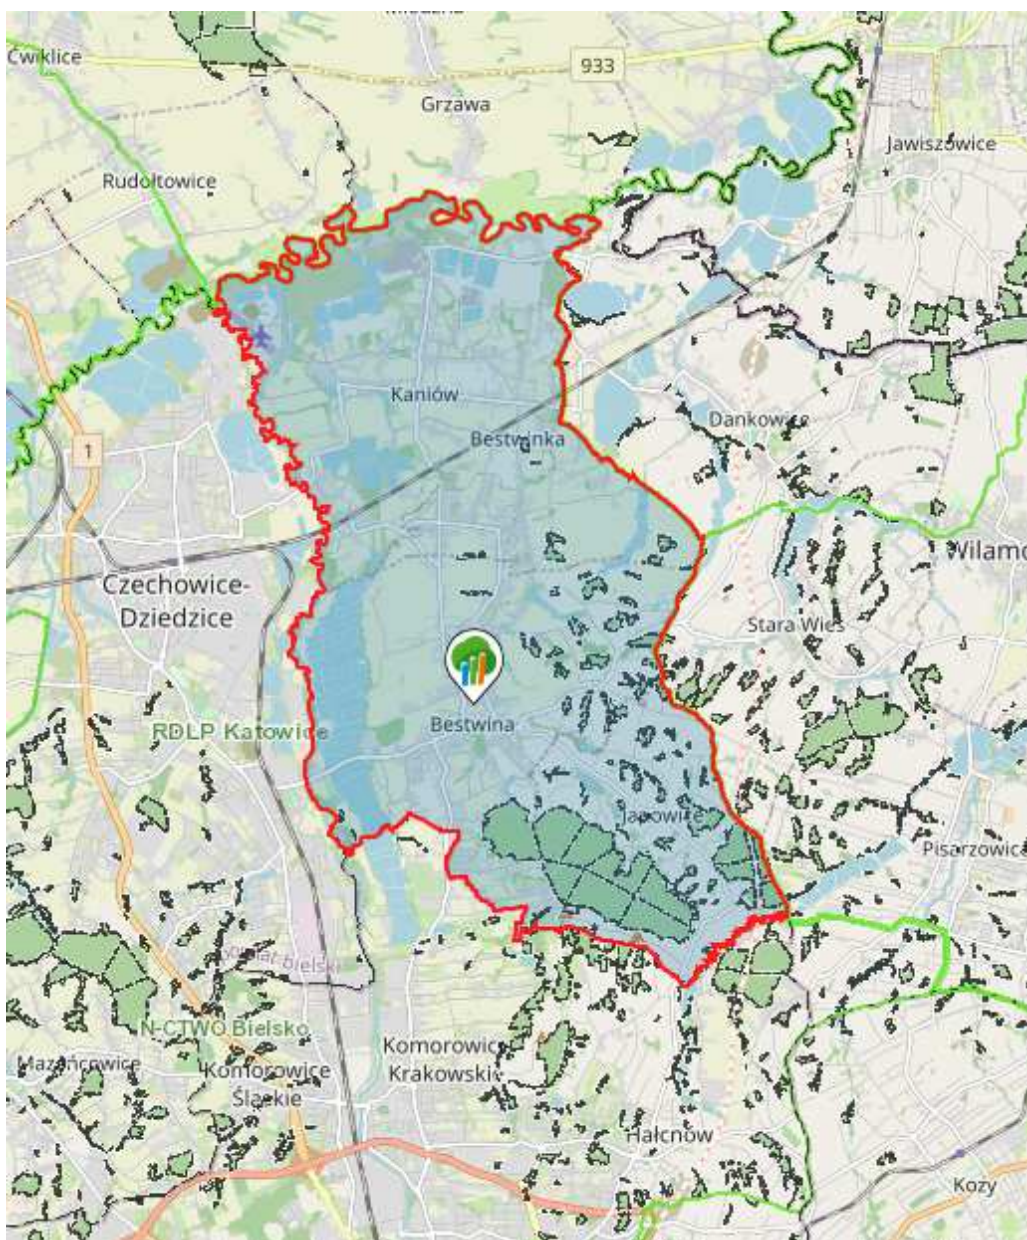 Ćwiklice
933
Grzawa
Jawiszowice
Rudołtowice
Kaniów
Dankowice
Bestwinka
1
Wilamo
Czechowice-
Dziedzice
Stara Wieś
Bestwina
RDLP Katowice
Janowice
Pisarzowice
N-CTWO Bielsko
Komorowice
Krakowskie
Mazańcowice
Komorowice
Śląskie
Hałcnów
Kozy